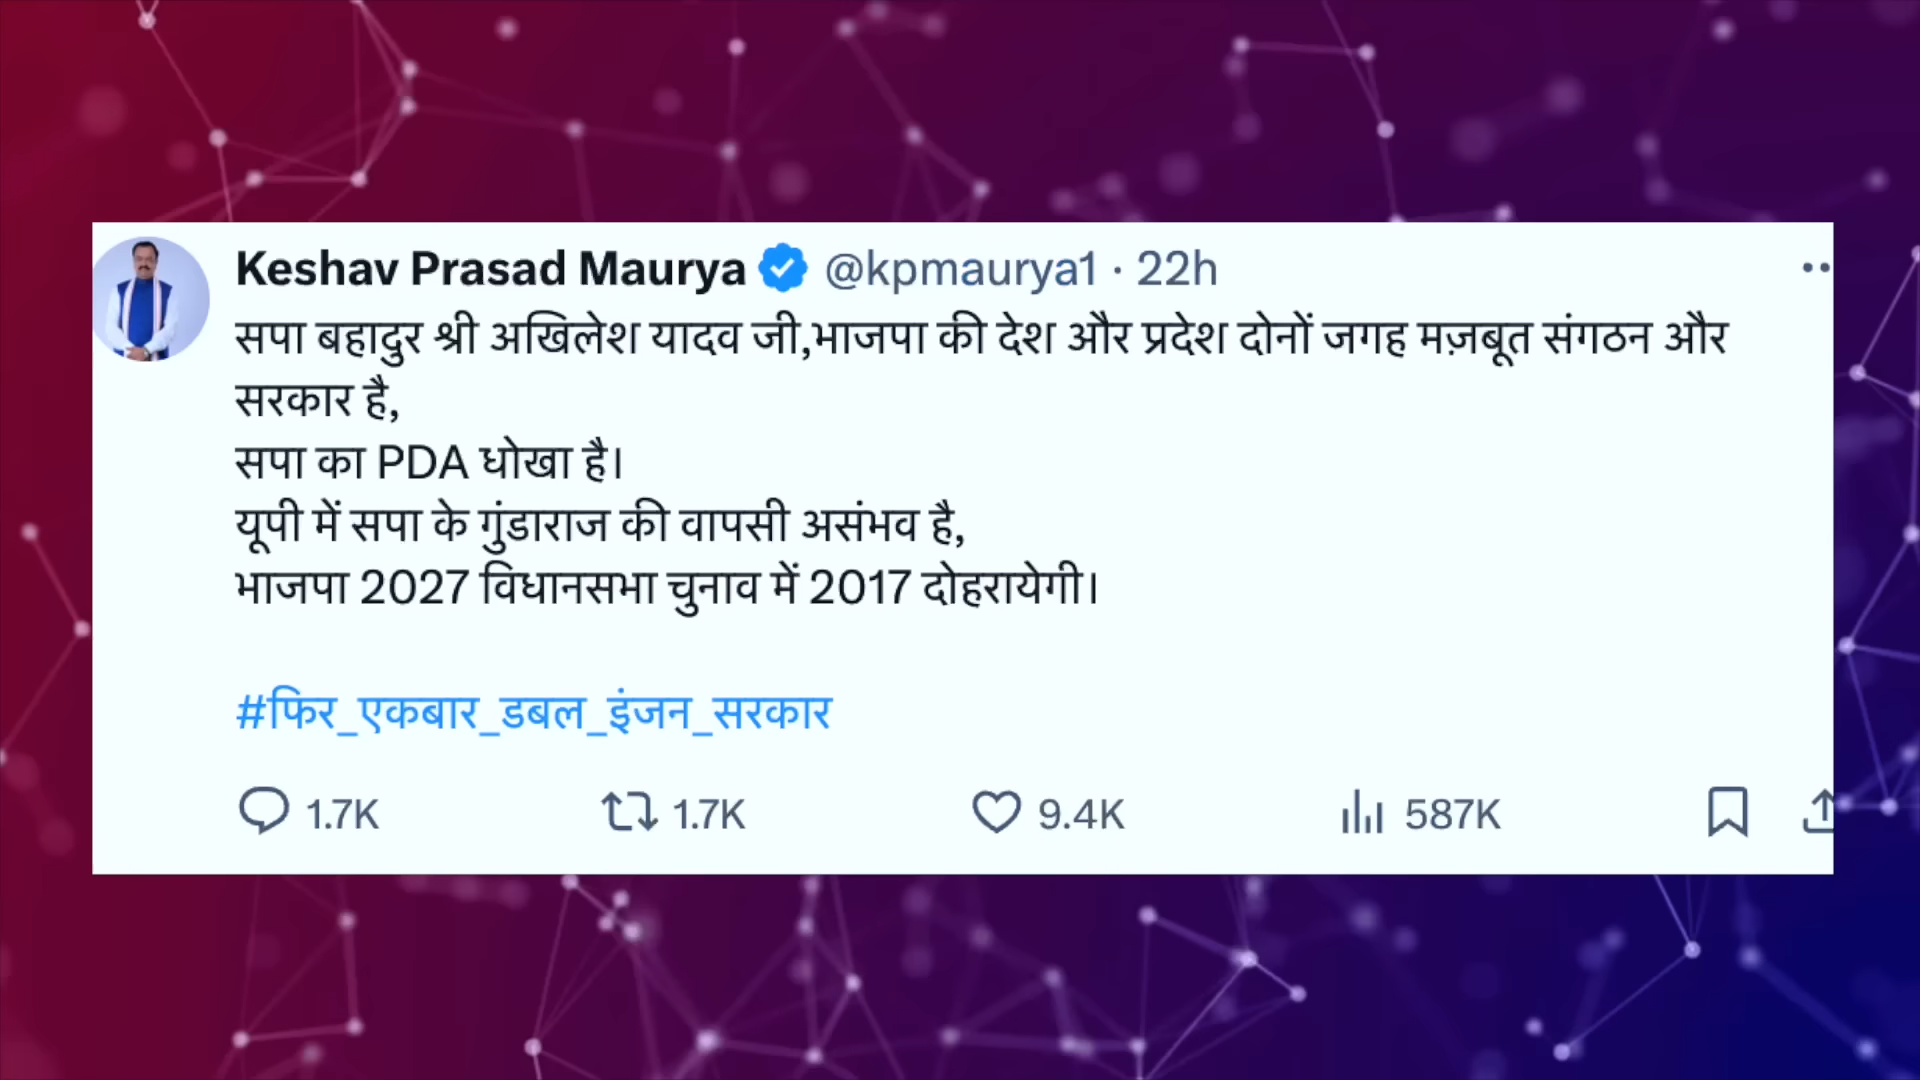 Keshav Prasad Maurya @kpmaurya1 · 22h
सपा बहादुर श्री अखिलेश यादव जी,भाजपा की देश और प्रदेश दोनों जगह मज़बूत संगठन और
सरकार है,
सपा का PDA धोखा है।
यूपी में सपा के गुंडाराज की वापसी असंभव है,
भाजपा 2027 विधानसभा चुनाव में 2017 दोहरायेगी।
#फिर_एकबार_डबल_इंजन_सरकार
1.7K 1.7K 9.4K 587K